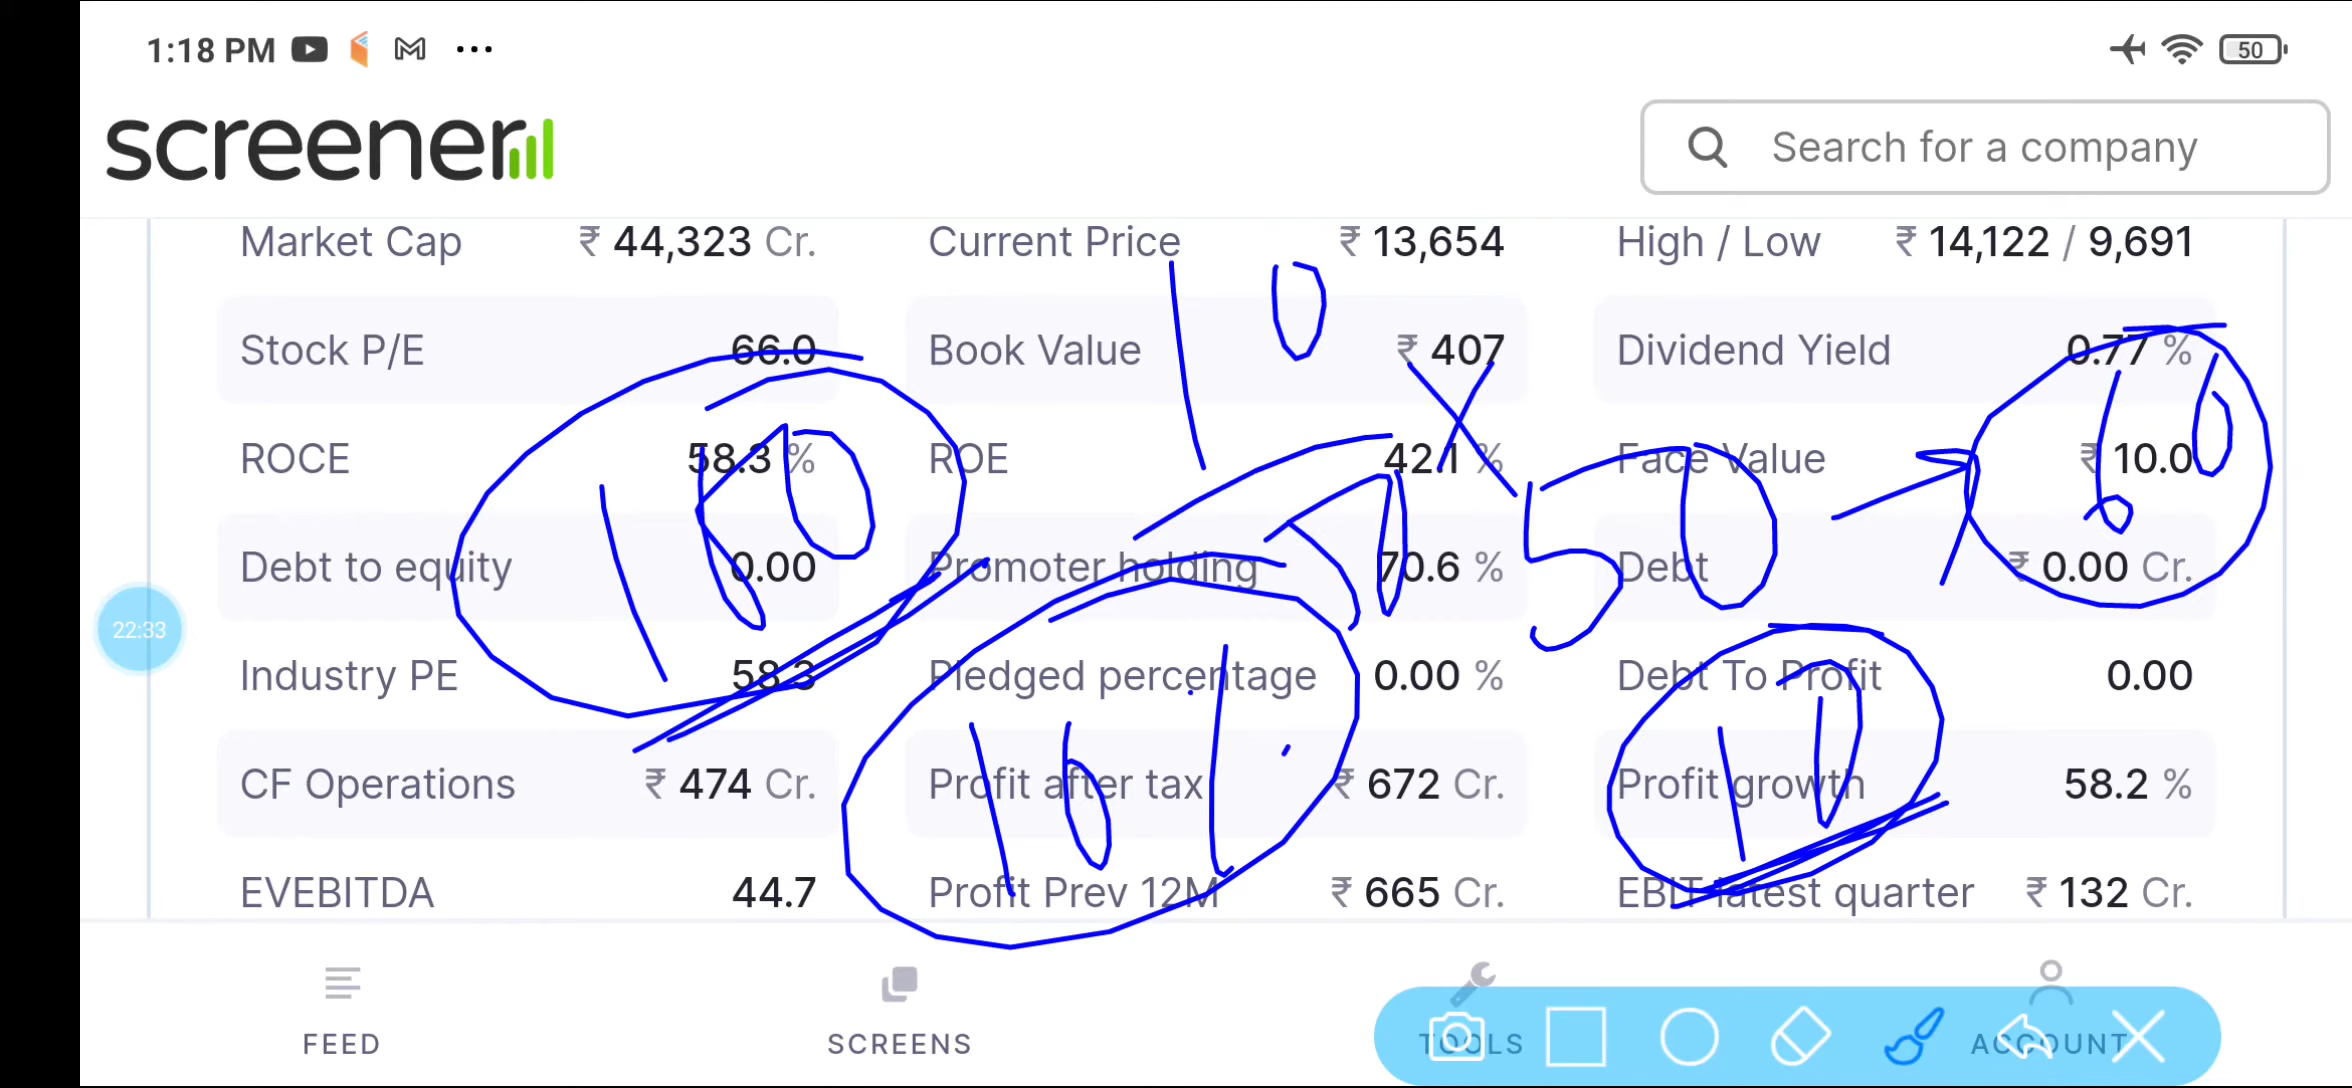 1:18 PM
50
screener
Search for a company
Market Cap ₹ 44,323 Cr.
Current Price ₹ 13,654
High / Low ₹ 14,122 / 9,691
Stock P/E 66.0
Book Value ₹ 407
Dividend Yield 0.77 %
ROCE 58.3 %
ROE 42.1 %
Face Value ₹ 10.0
Debt to equity 0.00
Promoter holding 70.6 %
Debt ₹ 0.00 Cr.
22:33
Industry PE 58.3
Pledged percentage 0.00 %
Debt To Profit 0.00
CF Operations ₹ 474 Cr.
Profit after tax ₹ 672 Cr.
Profit growth 58.2 %
EVEBITDA 44.7
Profit Prev 12M ₹ 665 Cr.
EBIT latest quarter ₹ 132 Cr.
10
50
10
FEED
SCREENS
TOOLS
ACCOUNT